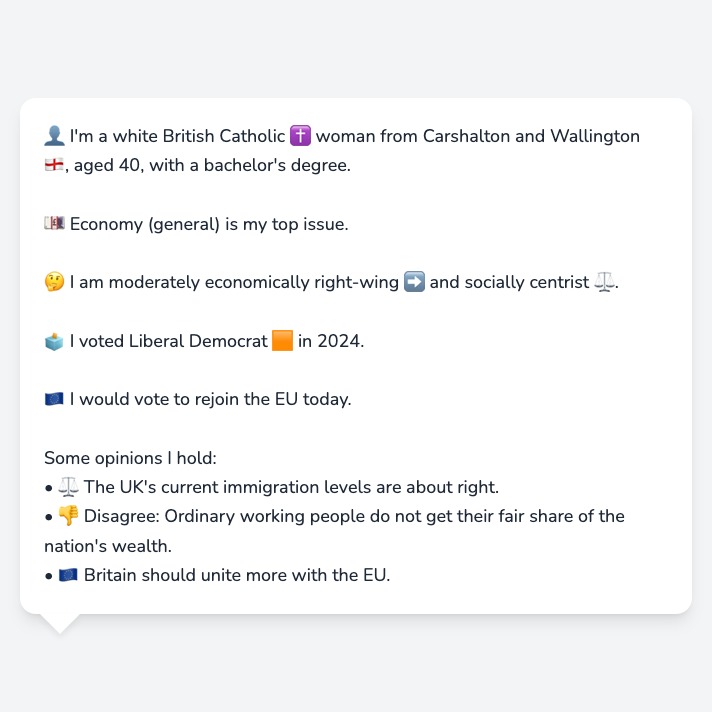 👤 I'm a white British Catholic ✝️ woman from Carshalton and Wallington
🏴󠁧󠁢󠁥󠁮󠁧󠁿, aged 40, with a bachelor's degree.
💷 Economy (general) is my top issue.
🤔 I am moderately economically right-wing ➡️ and socially centrist ⚖️.
🗳️ I voted Liberal Democrat 🟧 in 2024.
🇪🇺 I would vote to rejoin the EU today.
Some opinions I hold:
• ⚖️ The UK's current immigration levels are about right.
• 👎 Disagree: Ordinary working people do not get their fair share of the
nation's wealth.
• 🇪🇺 Britain should unite more with the EU.